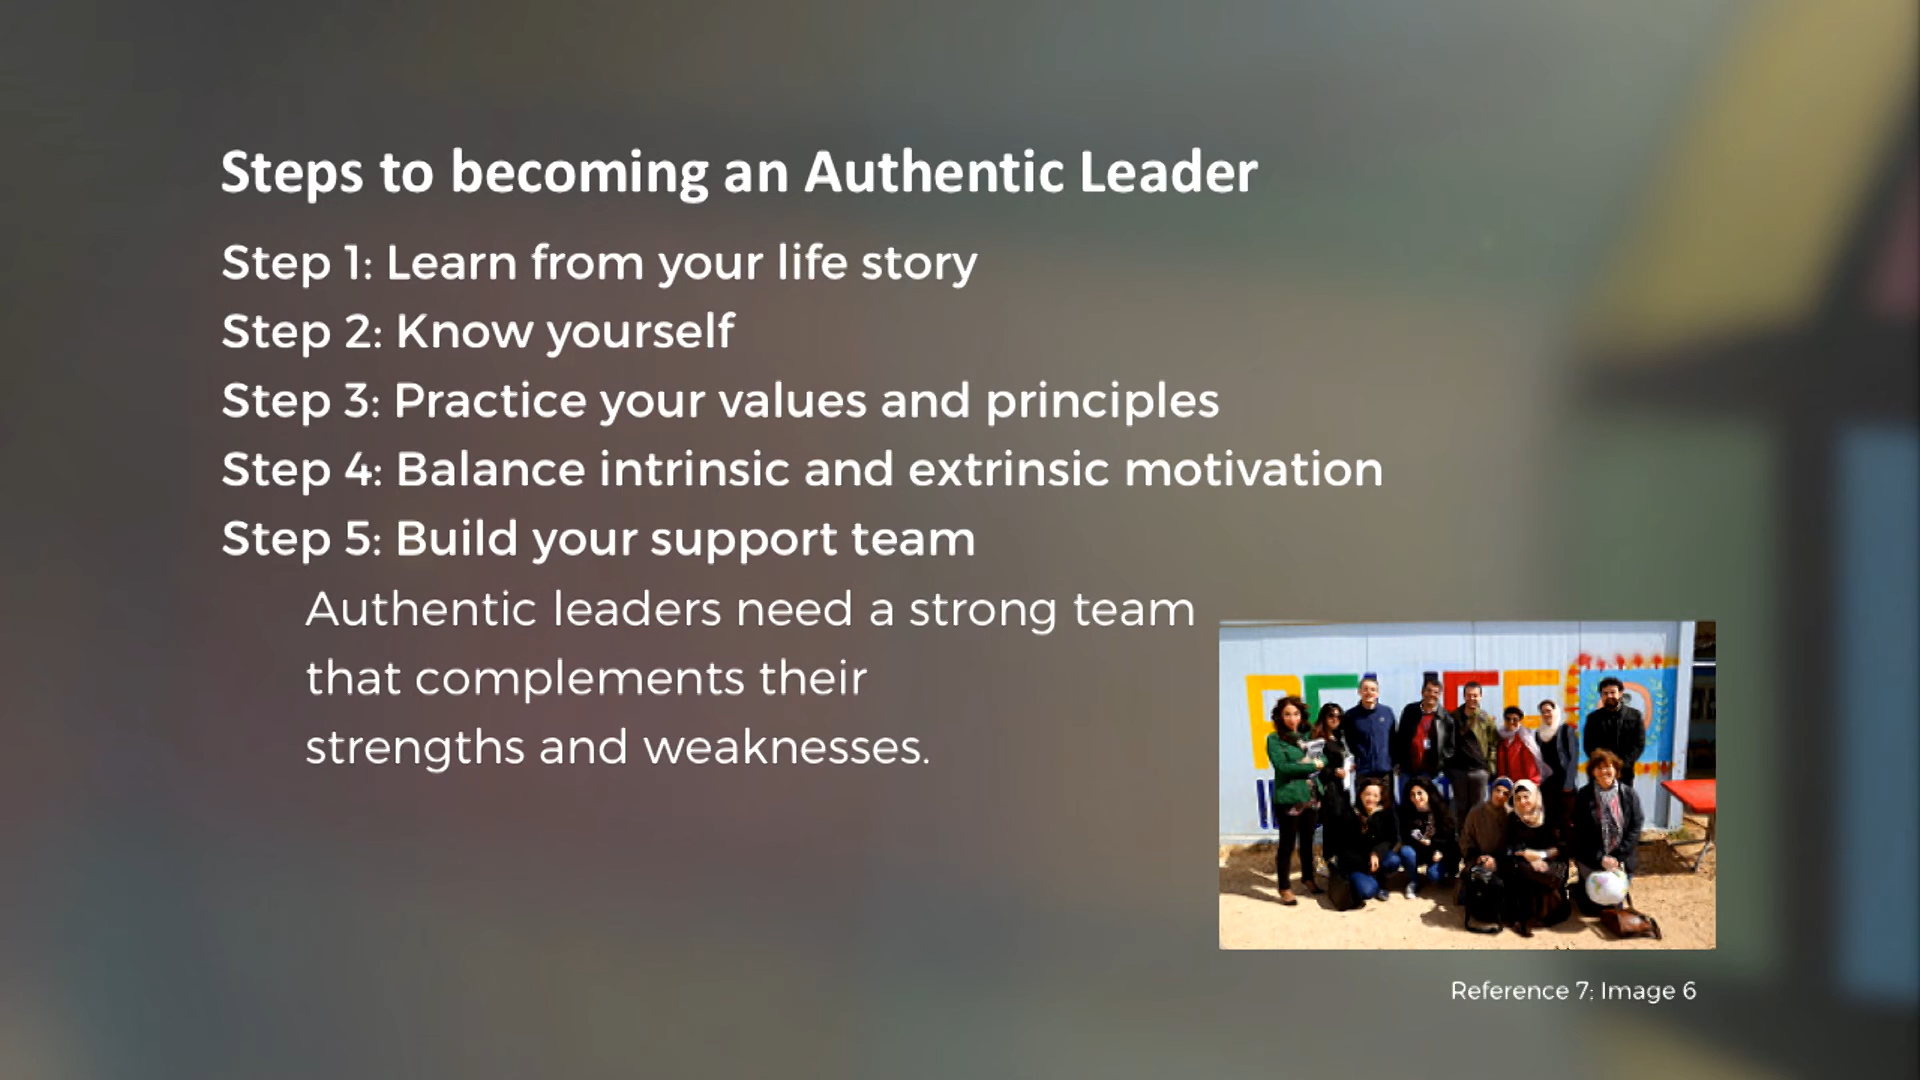 Steps to becoming an Authentic Leader
Step 1: Learn from your life story
Step 2: Know yourself
Step 3: Practice your values and principles
Step 4: Balance intrinsic and extrinsic motivation
Step 5: Build your support team
Authentic leaders need a strong team
that complements their
strengths and weaknesses.
Reference 7; Image 6